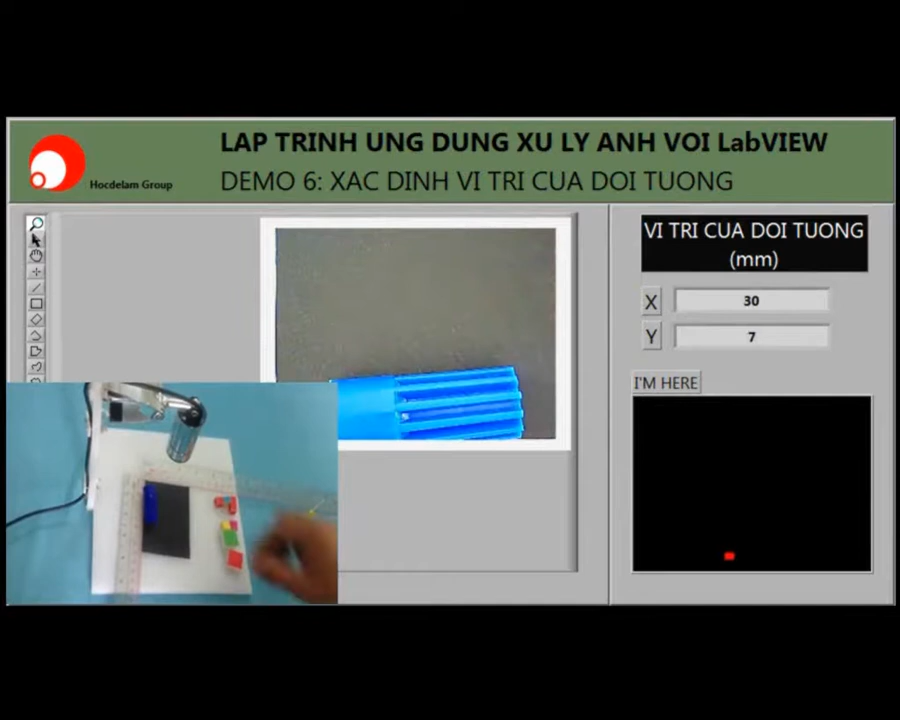 LAP TRINH UNG DUNG XU LY ANH VOI LabVIEW
Hocdelam Group
DEMO 6: XAC DINH VI TRI CUA DOI TUONG
VI TRI CUA DOI TUONG
(mm)
X 30
Y 7
I'M HERE